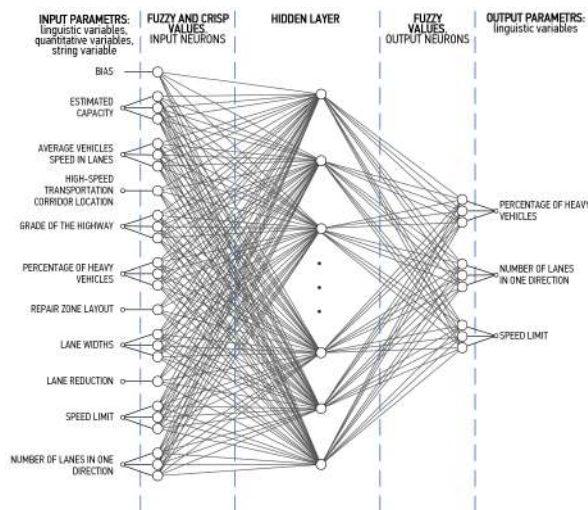 INPUT PARAMETRS:
linguistic variables,
quantitative variables,
string variable
FUZZY AND CRISP
VALUES.
INPUT NEURONS
HIDDEN LAYER
FUZZY
VALUES.
OUTPUT NEURONS
OUTPUT PARAMETRS:
linguistic variables
BIAS
ESTIMATED
CAPACITY
AVERAGE VEHICLES
SPEED IN LANES
HIGH-SPEED
TRANSPORTATION
CORRIDOR LOCATION
GRADE OF THE HIGHWAY
PERCENTAGE OF HEAVY
VEHICLES
REPAIR ZONE LAYOUT
LANE WIDTHS
LANE REDUCTION
SPEED LIMIT
NUMBER OF LANES IN ONE
DIRECTION
PERCENTAGE OF HEAVY
VEHICLES
NUMBER OF LANES
IN ONE DIRECTION
SPEED LIMIT